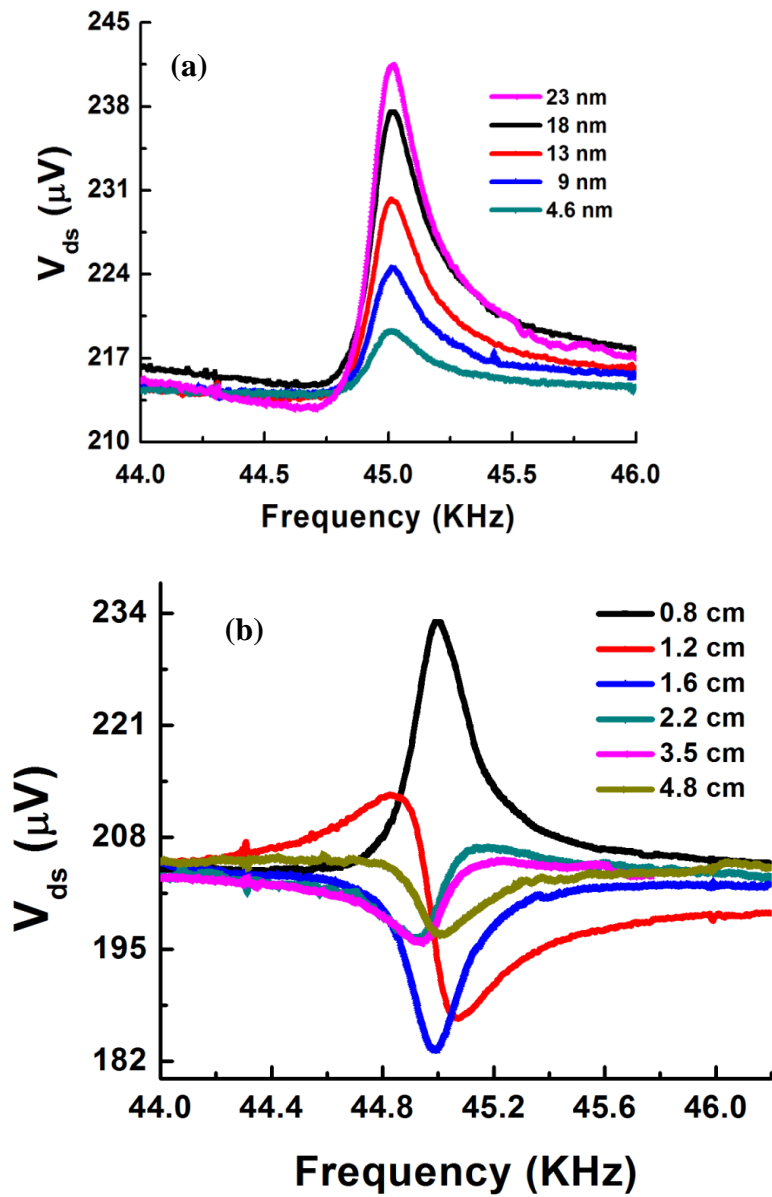 (a)
245
238
231
224
217
210
V ds (μV)
23 nm
18 nm
13 nm
9 nm
4.6 nm
44.0 44.5 45.0 45.5 46.0
Frequency (KHz)
(b)
234
221
208
195
182
V ds (μV)
0.8 cm
1.2 cm
1.6 cm
2.2 cm
3.5 cm
4.8 cm
44.0 44.4 44.8 45.2 45.6 46.0
Frequency (KHz)